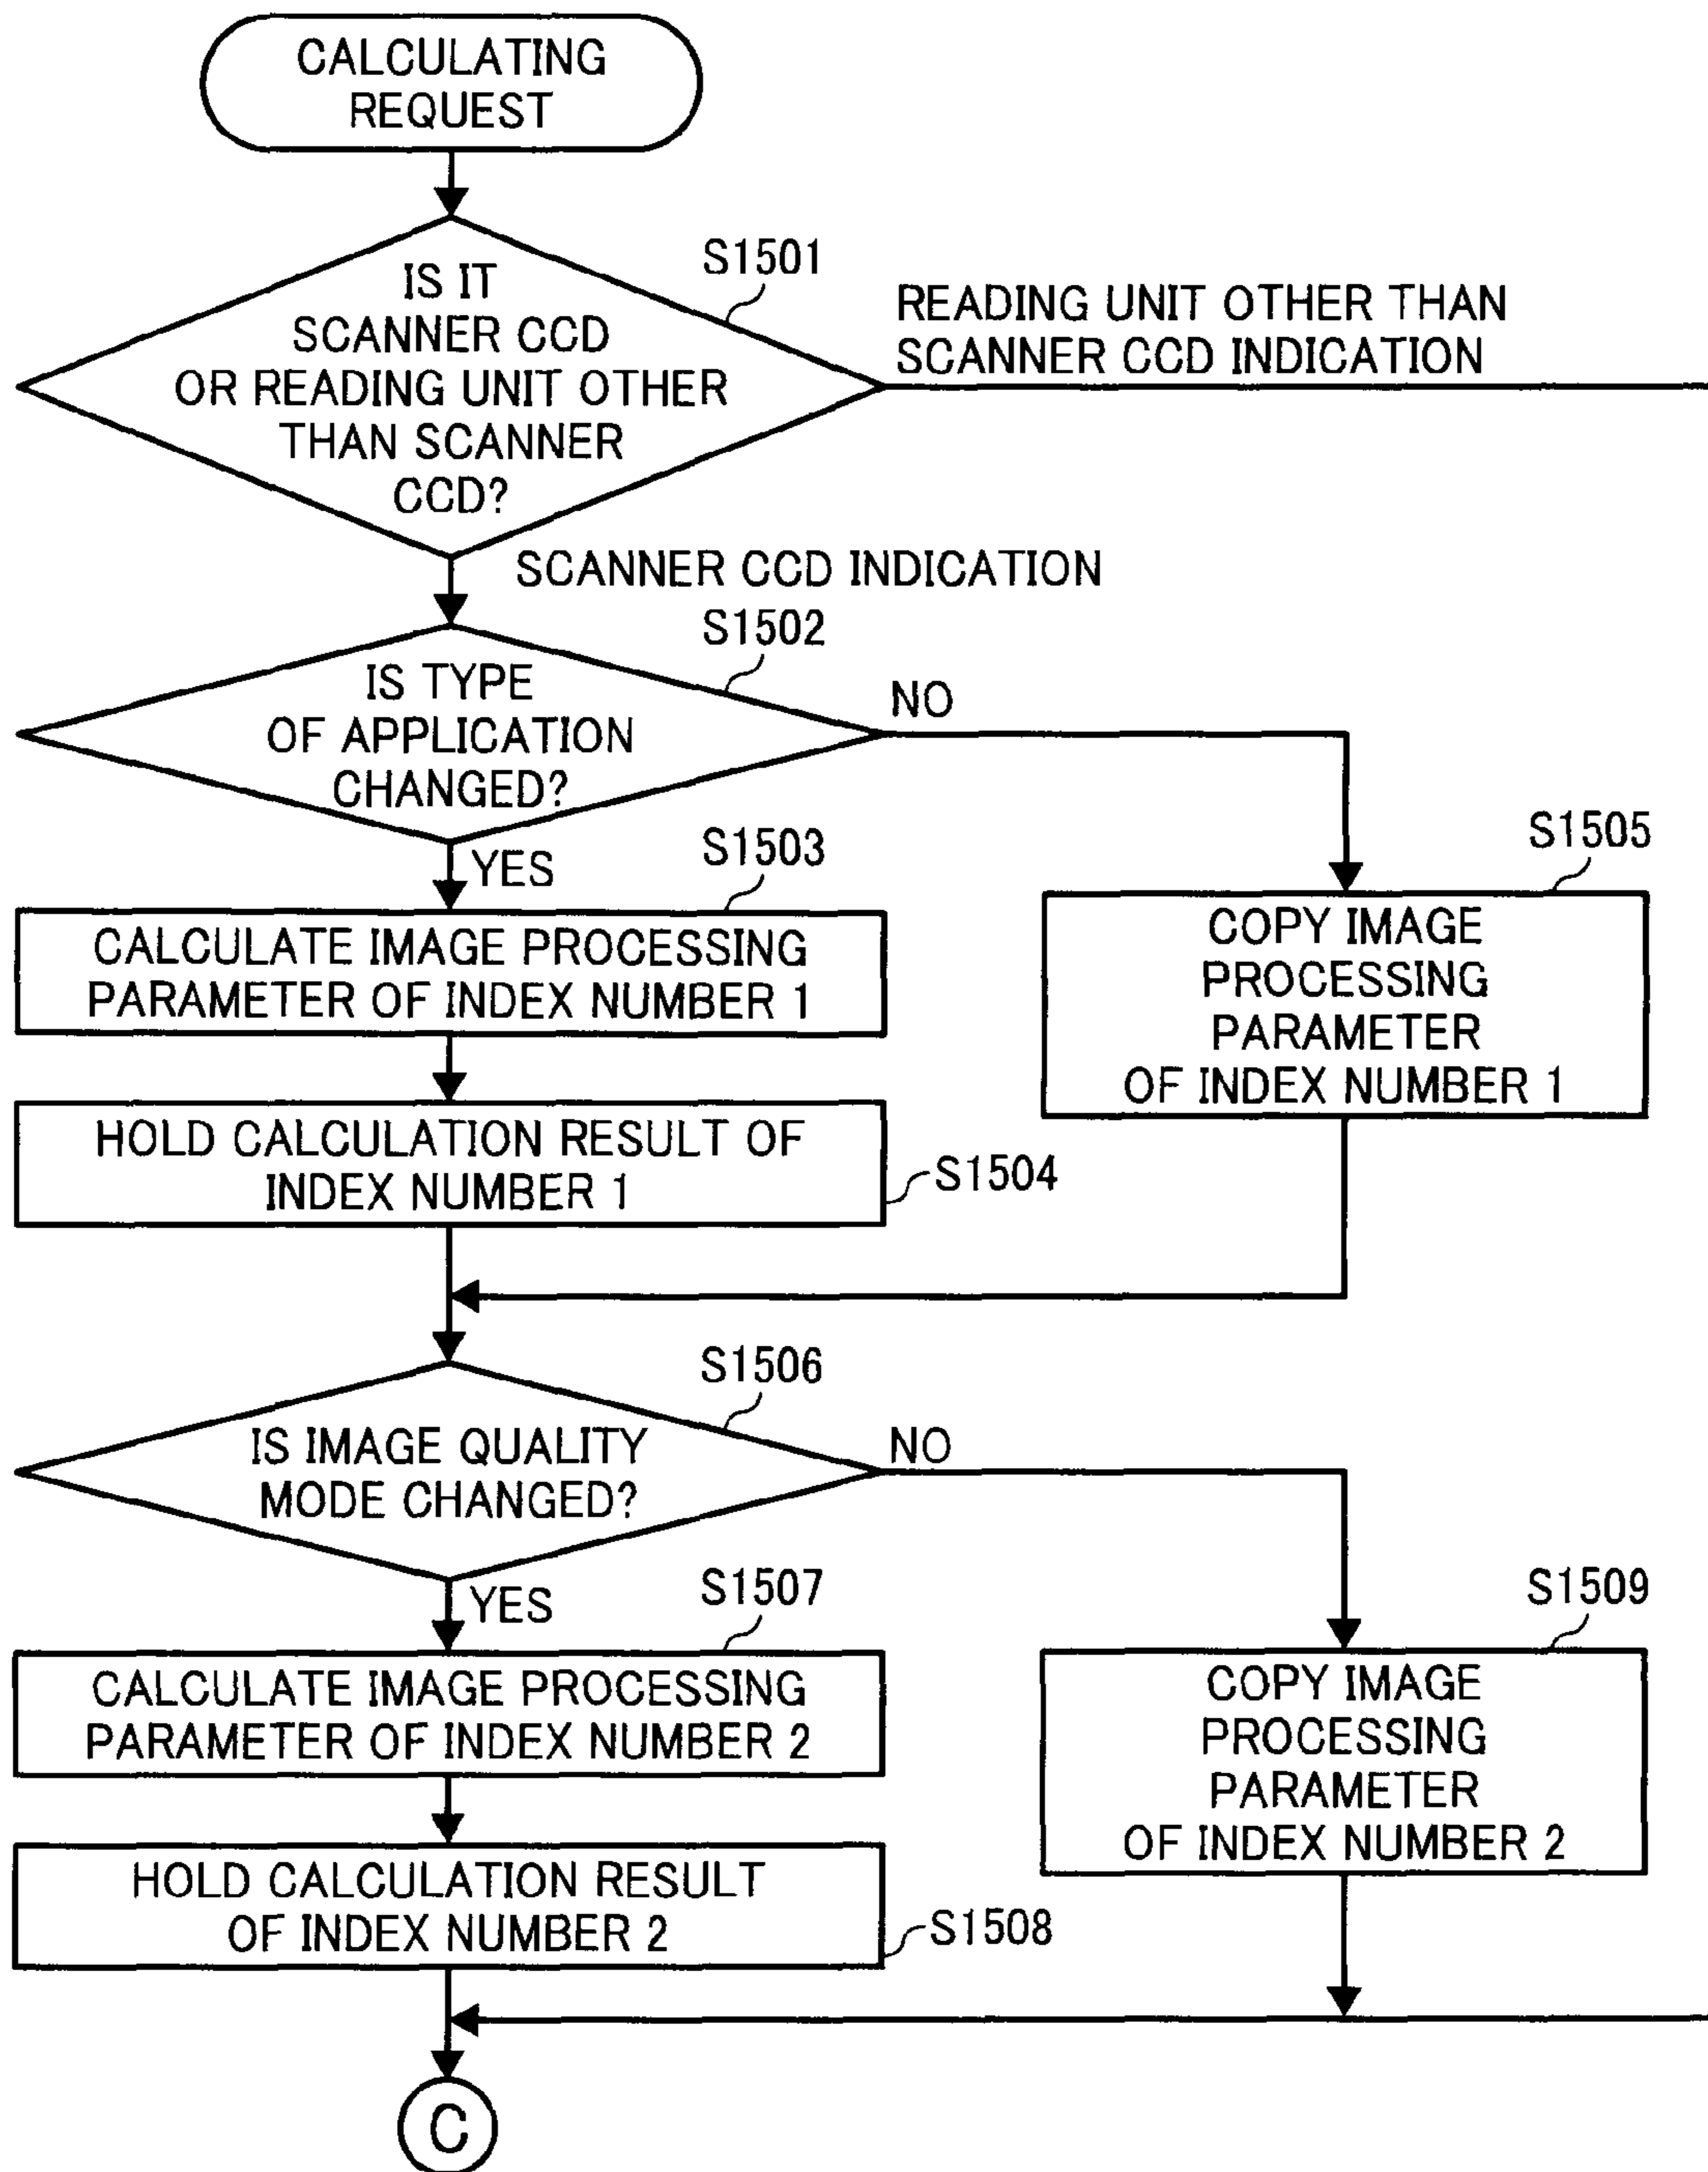 CALCULATING
REQUEST
S1501
IS IT
SCANNER CCD
OR READING UNIT OTHER
THAN SCANNER
CCD?
READING UNIT OTHER THAN
SCANNER CCD INDICATION
SCANNER CCD INDICATION
S1502
IS TYPE
OF APPLICATION
CHANGED?
NO
YES
S1503
CALCULATE IMAGE PROCESSING
PARAMETER OF INDEX NUMBER 1
S1505
COPY IMAGE
PROCESSING
PARAMETER
OF INDEX NUMBER 1
HOLD CALCULATION RESULT OF
INDEX NUMBER 1
S1504
S1506
IS IMAGE QUALITY
MODE CHANGED?
NO
YES
S1507
CALCULATE IMAGE PROCESSING
PARAMETER OF INDEX NUMBER 2
S1509
COPY IMAGE
PROCESSING
PARAMETER
OF INDEX NUMBER 2
HOLD CALCULATION RESULT
OF INDEX NUMBER 2
S1508
C